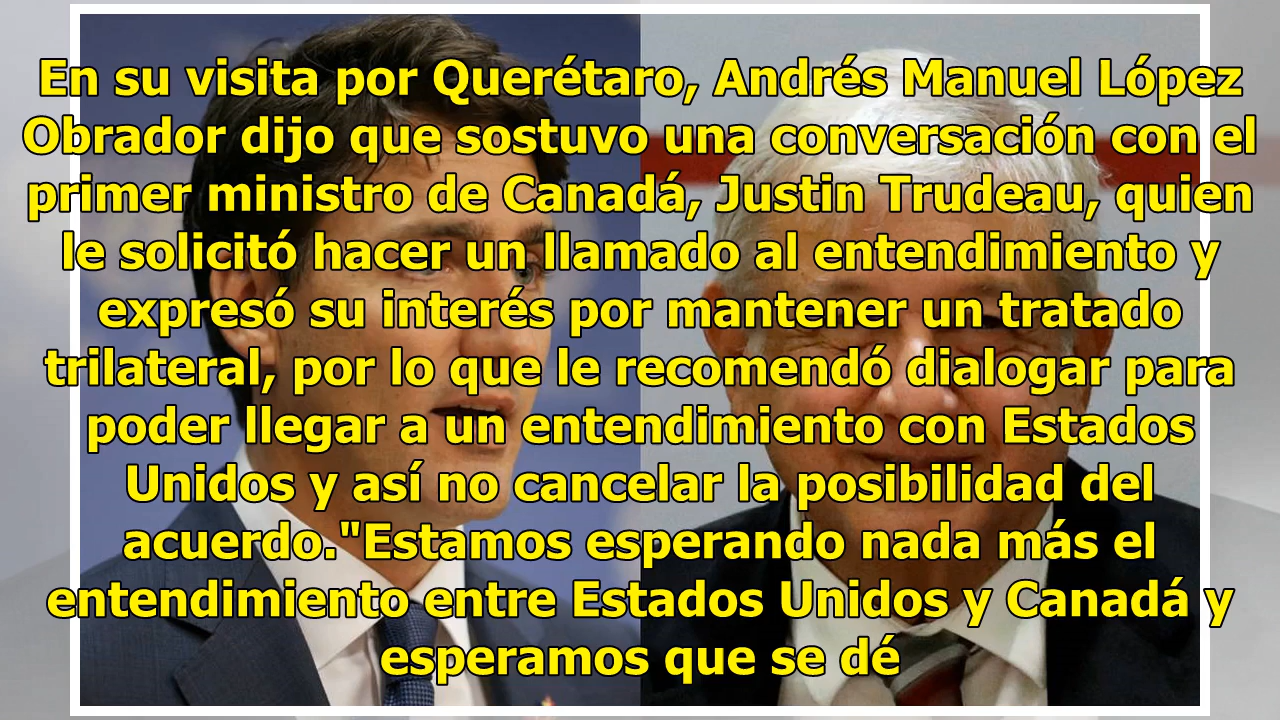 En su visita por Querétaro, Andrés Manuel López
Obrador dijo que sostuvo una conversación con el
primer ministro de Canadá, Justin Trudeau, quien
le solicitó hacer un llamado al entendimiento y
expresó su interés por mantener un tratado
trilateral, por lo que le recomendó dialogar para
poder llegar a un entendimiento con Estados
Unidos y así no cancelar la posibilidad del
acuerdo."Estamos esperando nada más el
entendimiento entre Estados Unidos y Canadá y
esperamos que se dé